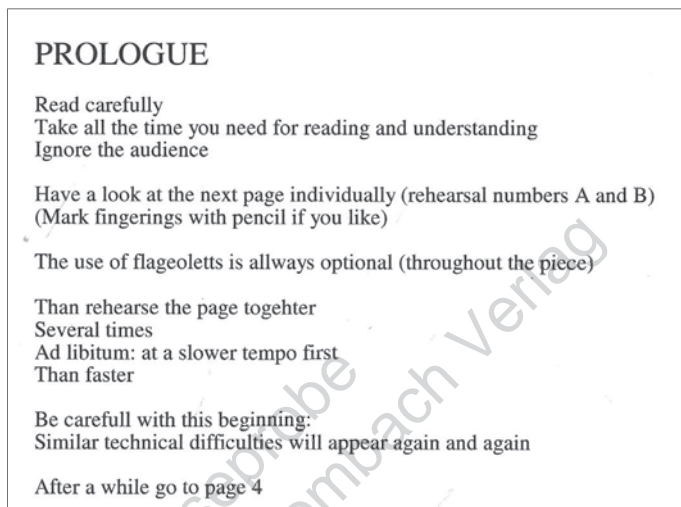 PROLOGUE
Read carefully
Take all the time you need for reading and understanding
Ignore the audience
Have a look at the next page individually (rehearsal numbers A and B)
(Mark fingerings with pencil if you like)
The use of flageoletts is allways optional (throughout the piece)
Than rehearse the page togehter
Several times
Ad libitum: at a slower tempo first
Than faster
Be carefull with this beginning:
Similar technical difficulties will appear again and again
After a while go to page 4
seprobe
ombach Verlag